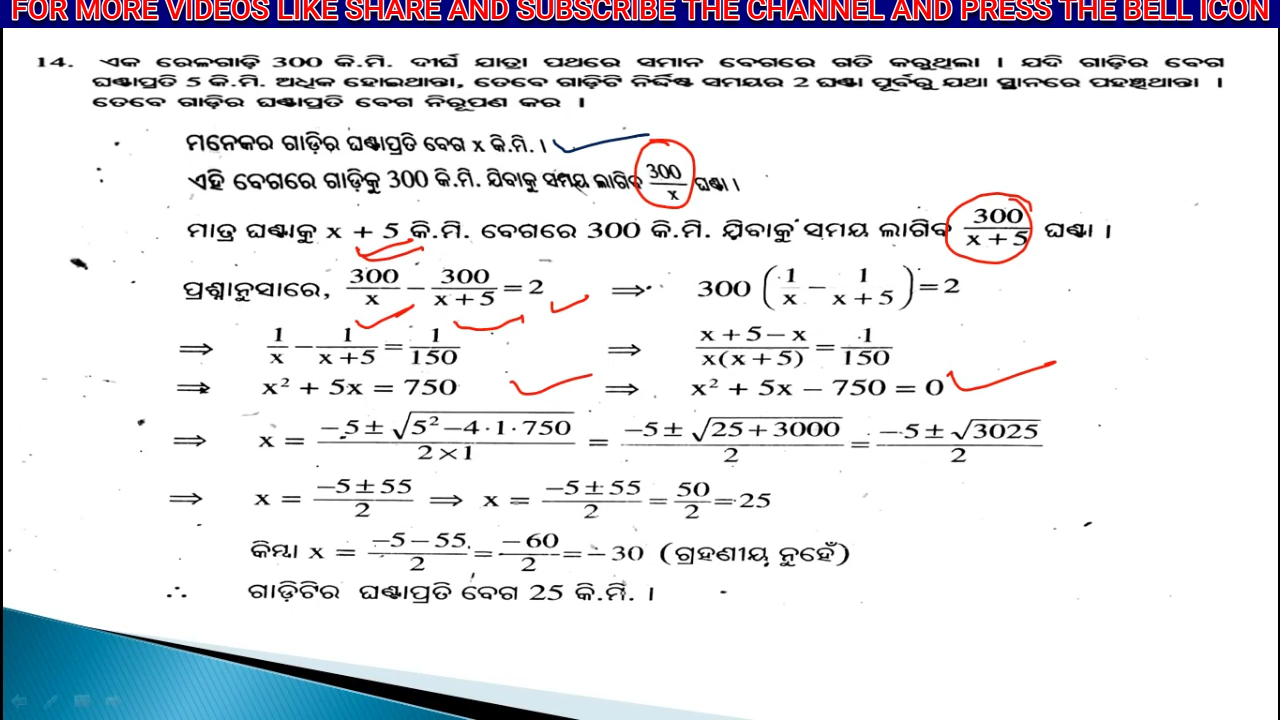 FOR MORE VIDEOS LIKE SHARE AND SUBSCRIBE THE CHANNEL AND PRESS THE BELL ICON
14. ଏକ ରେଳଗାଡ଼ି 300 କି.ମି. ଦୀର୍ଘ ଯାତ୍ରା ପଥରେ ସମାନ ବେଗରେ ଗତି କରୁଥିଲା । ଯଦି ଗାଡ଼ିର ବେଗ
ଘଣ୍ଟାପ୍ରତି 5 କି.ମି. ଅଧିକ ହୋଇଥାନ୍ତା, ତେବେ ଗାଡ଼ିଟି ନିର୍ଦ୍ଦିଷ୍ଟ ସମୟର 2 ଘଣ୍ଟା ପୂର୍ବରୁ ଯଥା ସ୍ଥାନରେ ପହଞ୍ଚିଥାନ୍ତା ।
ତେବେ ଗାଡ଼ିର ଘଣ୍ଟାପ୍ରତି ବେଗ ନିରୂପଣ କର ।
ମନେକର ଗାଡ଼ିର ଘଣ୍ଟାପ୍ରତି ବେଗ x କି.ମି. ।
ଏହି ବେଗରେ ଗାଡ଼ିକୁ 300 କି.ମି. ଯିବାକୁ ସମୟ ଲାଗିବ 300/x ଘଣ୍ଟା ।
ମାତ୍ର ଘଣ୍ଟାକୁ x + 5 କି.ମି. ବେଗରେ 300 କି.ମି. ଯିବାକୁ ସମୟ ଲାଗିବ 300/(x + 5) ଘଣ୍ଟା ।
ପ୍ରଶ୍ନାନୁସାରେ, 300/x − 300/(x + 5) = 2 ⇒ 300 (1/x − 1/(x + 5)) = 2
⇒ 1/x − 1/(x + 5) = 1/150 ⇒ (x + 5 − x)/(x(x + 5)) = 1/150
⇒ x² + 5x = 750 ⇒ x² + 5x − 750 = 0
⇒ x = (−5 ± √(5² − 4 · 1 · 750))/(2 × 1) = (−5 ± √(25 + 3000))/2 = (−5 ± √3025)/2
⇒ x = (−5 ± 55)/2 ⇒ x = (−5 ± 55)/2 = 50/2 = 25
କିମ୍ବା x = (−5 − 55)/2 = −60/2 = −30 (ଗ୍ରହଣୀୟ ନୁହେଁ)
∴ ଗାଡ଼ିଟିର ଘଣ୍ଟାପ୍ରତି ବେଗ 25 କି.ମି. ।